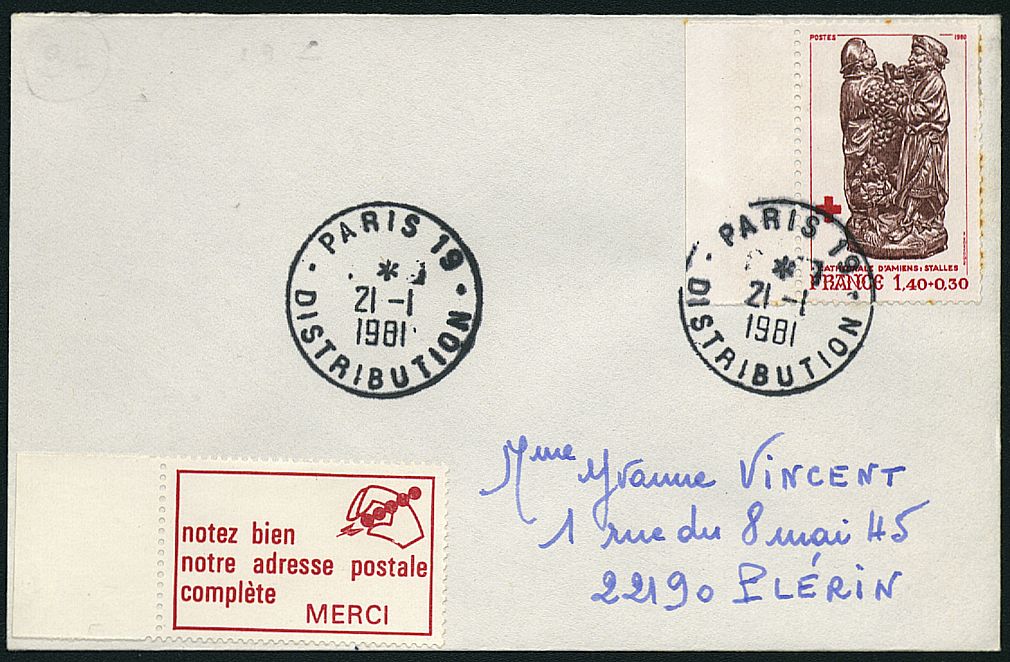 POSTES 1980
CATHEDRALE D'AMIENS: STALLES
FRANCE 1,40+0,30
PARIS 19
*
21-1
1981
DISTRIBUTION
PARIS 19
*
21-1
1981
DISTRIBUTION
Mme Yvonne VINCENT
1 rue du 8 mai 45
22190 PLÉRIN
notez bien
notre adresse postale
complète
MERCI